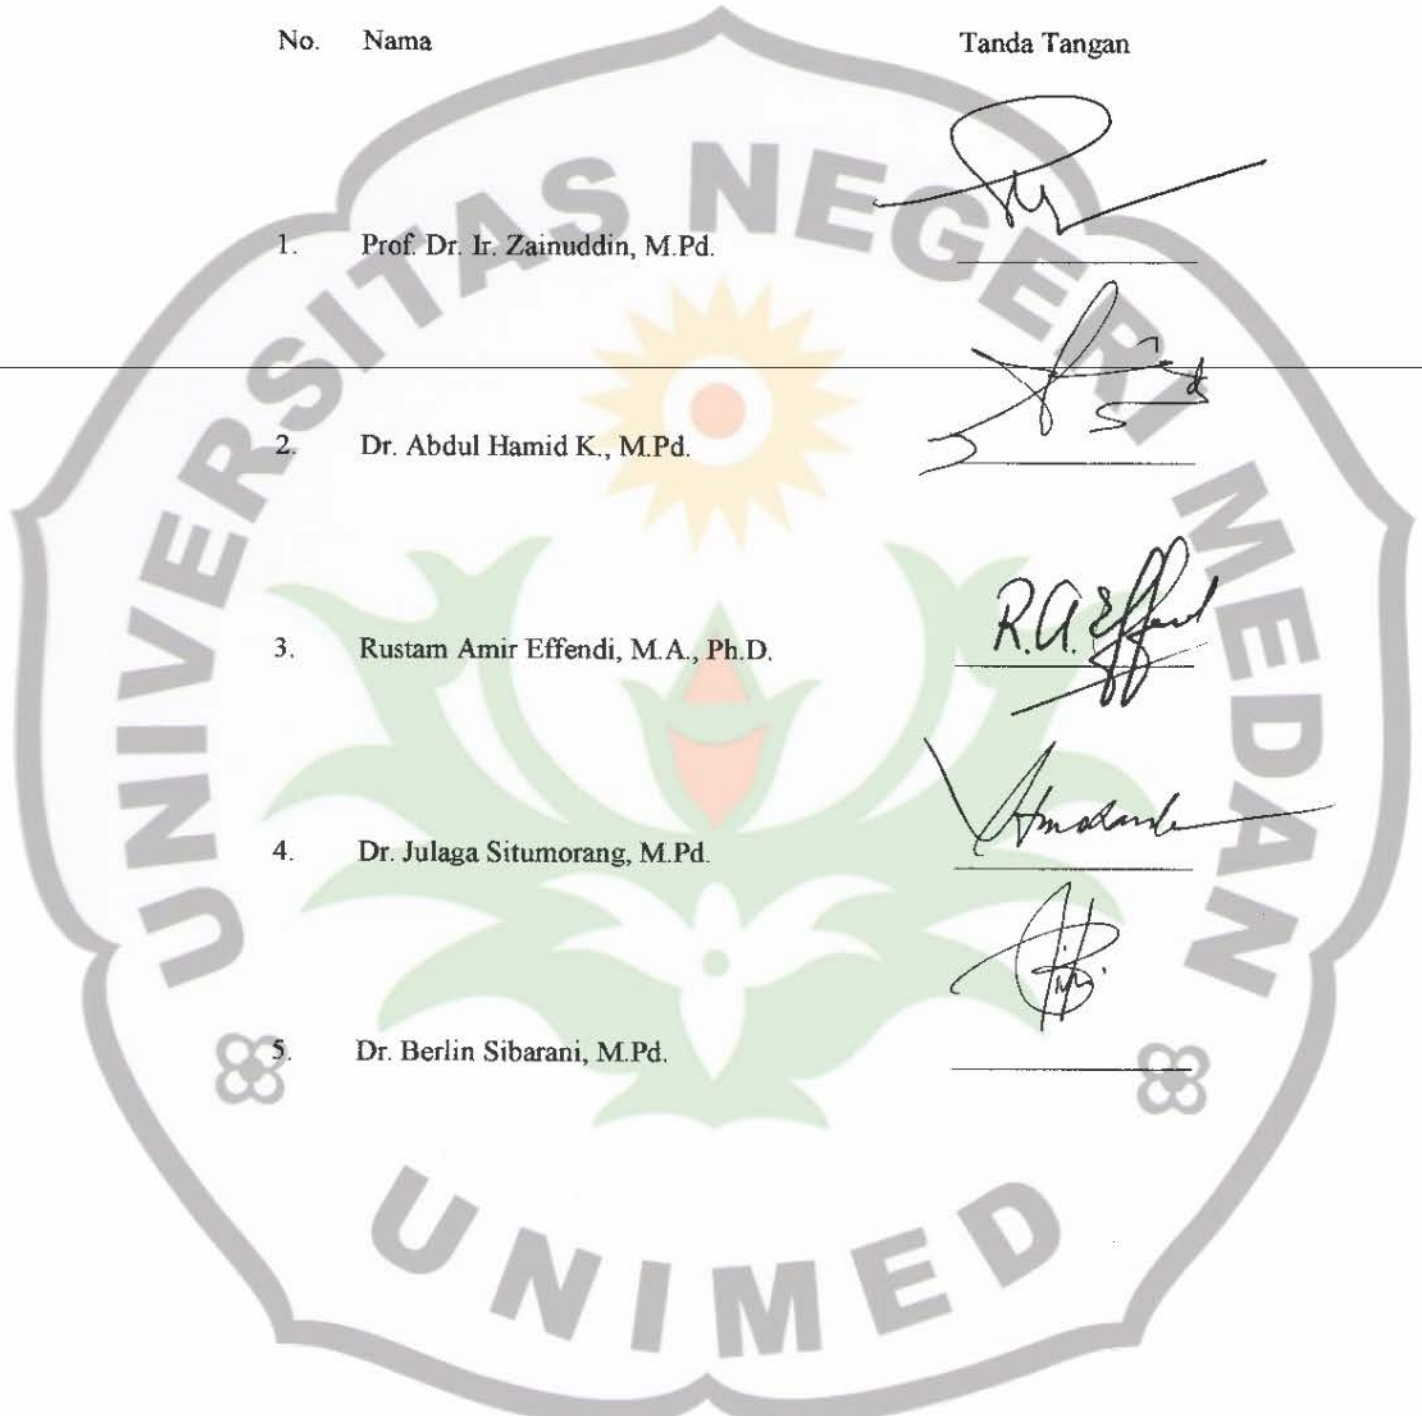 No. Nama Tanda Tangan
UNIVERSITAS NEGERI MEDAN
1. Prof. Dr. Ir. Zainuddin, M.Pd.
2. Dr. Abdul Hamid K., M.Pd.
R.A. Effend
3. Rustam Amir Effendi, M.A., Ph.D.
4. Dr. Julaga Situmorang, M.Pd.
5. Dr. Berlin Sibarani, M.Pd.
UNIMED